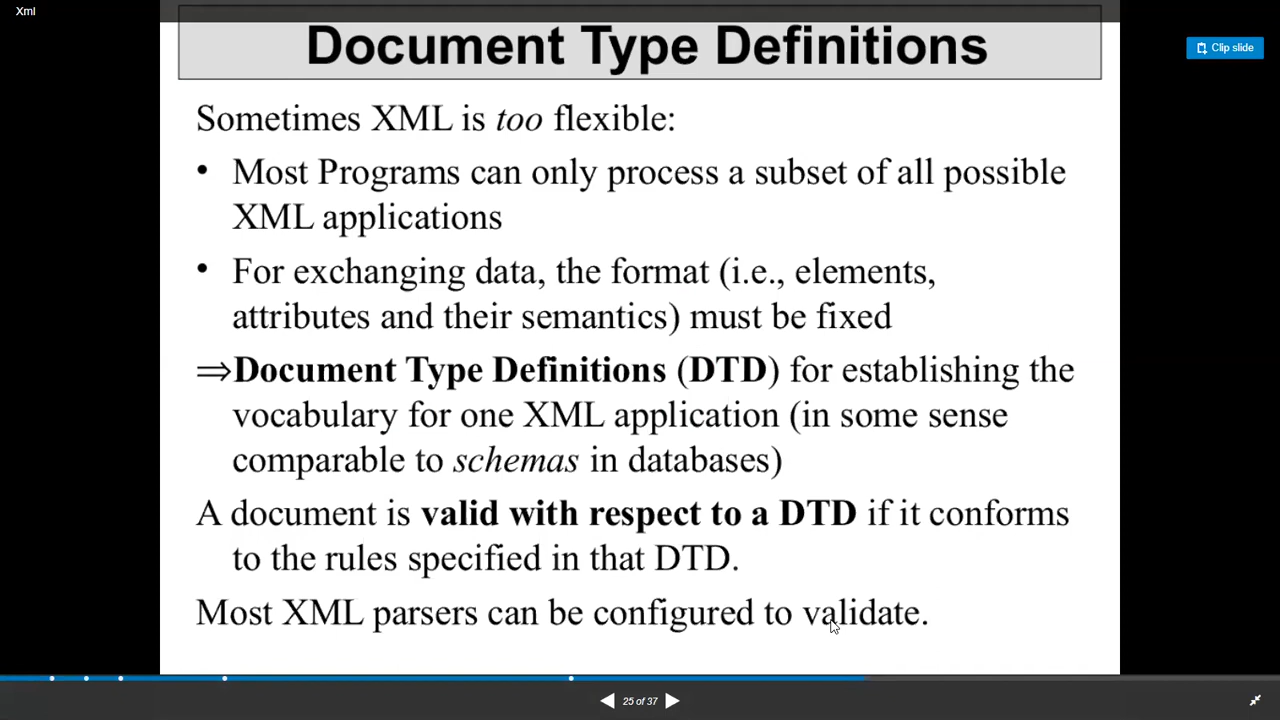 Xml
Document Type Definitions
Clip slide
Sometimes XML is too flexible:
• Most Programs can only process a subset of all possible
XML applications
• For exchanging data, the format (i.e., elements,
attributes and their semantics) must be fixed
⇒Document Type Definitions (DTD) for establishing the
vocabulary for one XML application (in some sense
comparable to schemas in databases)
A document is valid with respect to a DTD if it conforms
to the rules specified in that DTD.
Most XML parsers can be configured to validate.
25 of 37